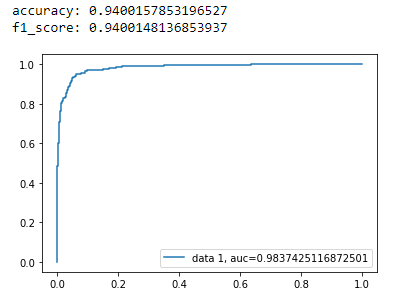 accuracy: 0.9400157853196527
f1_score: 0.9400148136853937
1.0
0.8
0.6
0.4
0.2
0.0
data 1, auc=0.9837425116872501
0.0 0.2 0.4 0.6 0.8 1.0